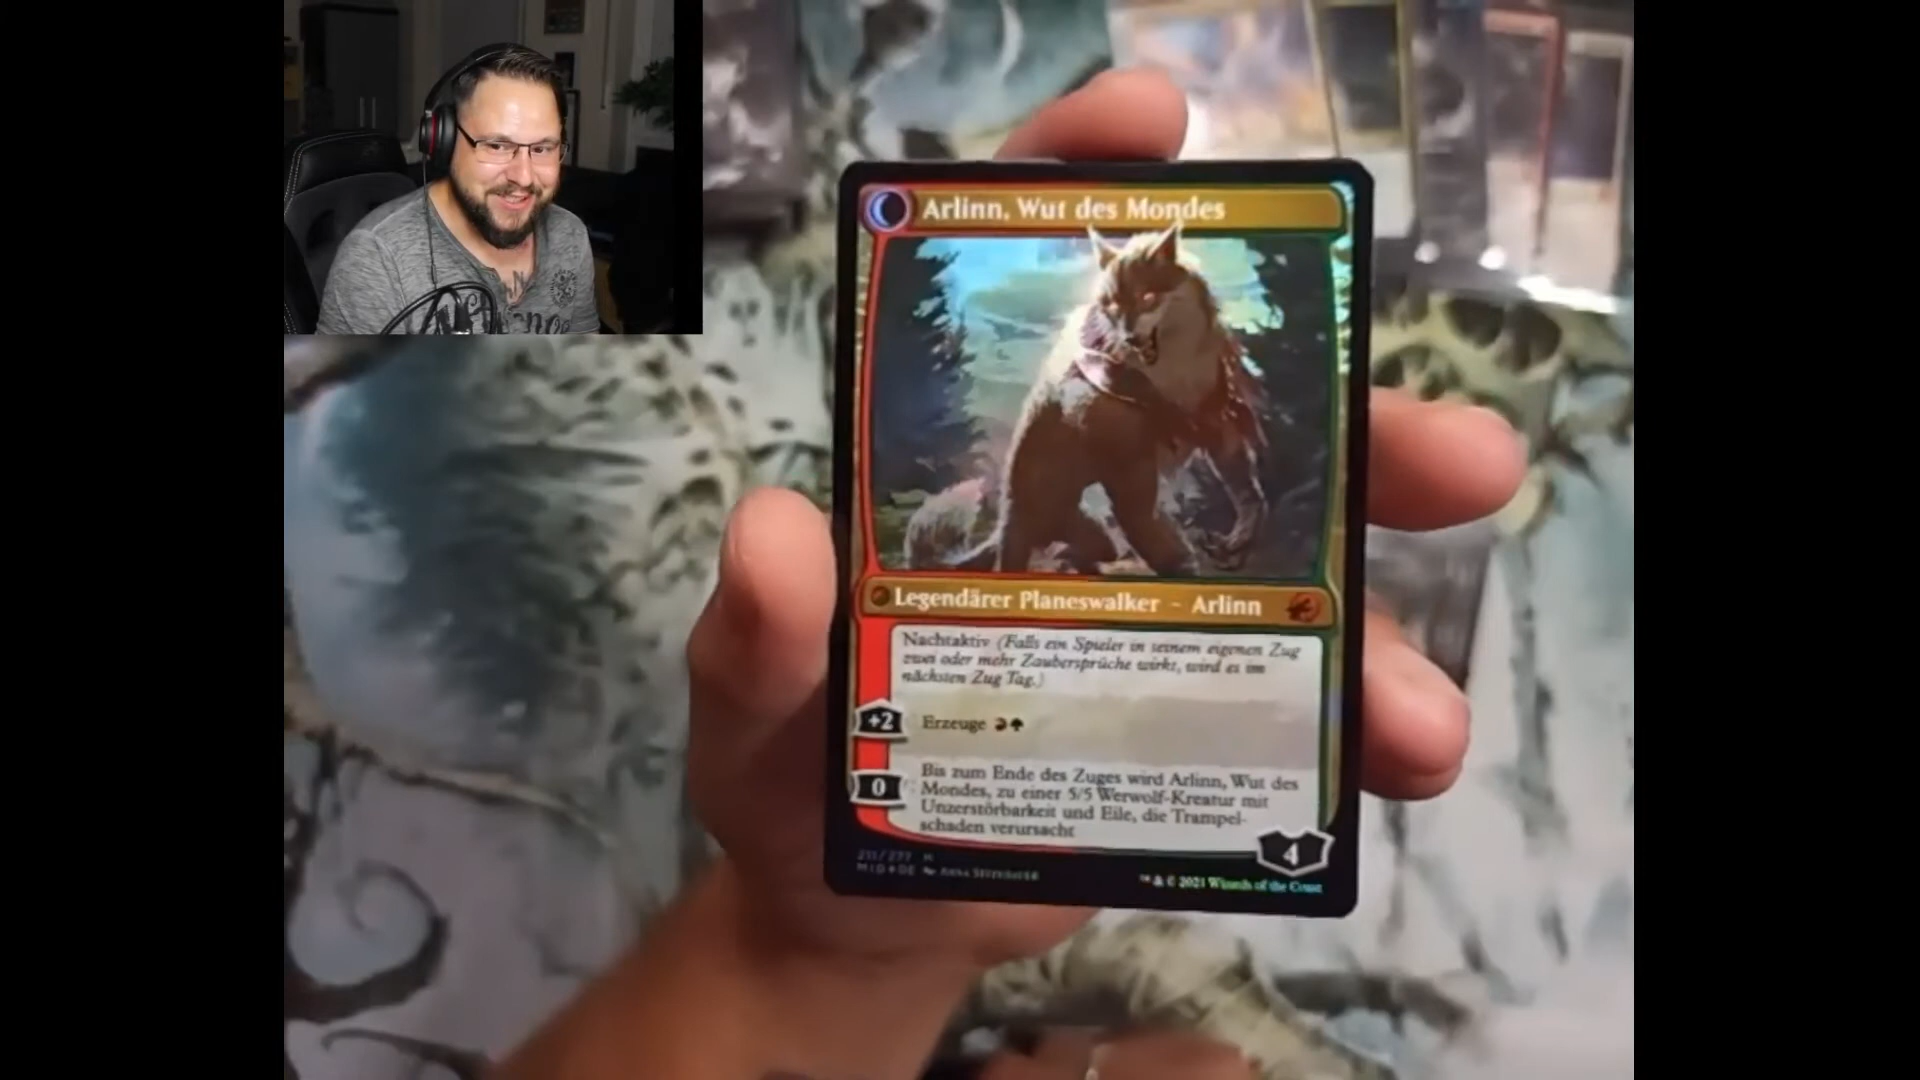 Arlinn, Wut des Mondes
Legendärer Planeswalker - Arlinn
Nachtaktiv (Falls ein Spieler in seinem eigenen Zug
zwei oder mehr Zaubersprüche wirkt, wird es im
nächsten Zug Tag.)
+2 Erzeuge
0 Bis zum Ende des Zuges wird Arlinn, Wut des
Mondes, zu einer 5/5 Werwolf-Kreatur mit
Unzerstörbarkeit und Eile, die Trampel-
schaden verursacht
4
211/277 M
MID DE
™ & © 2021 Wizards of the Coast